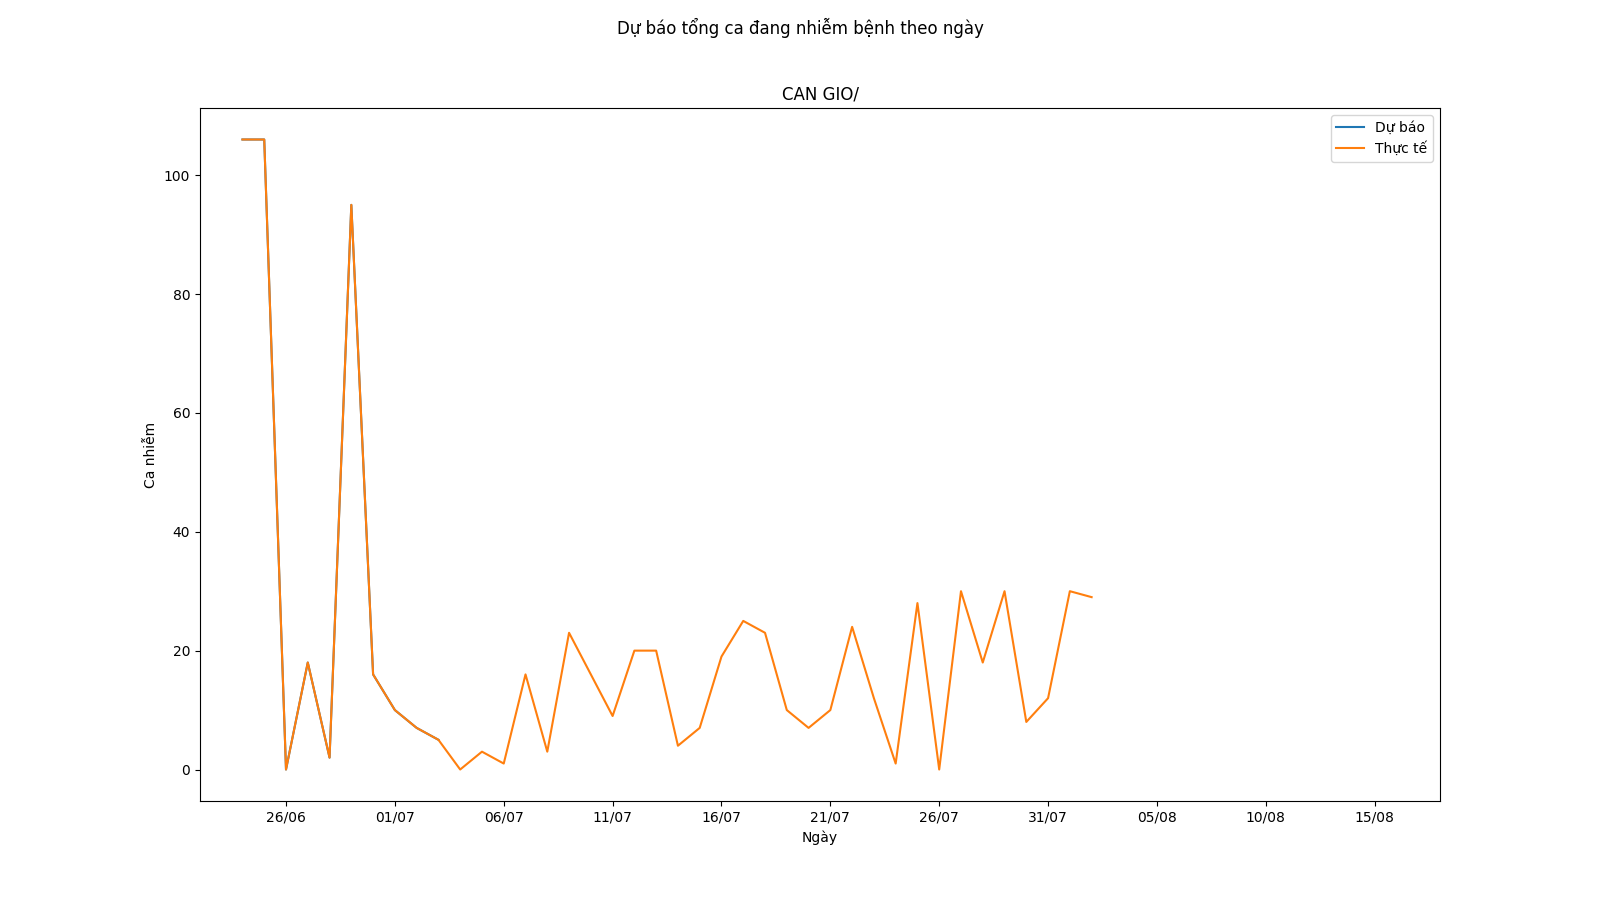 Dự báo tổng ca đang nhiễm bệnh theo ngày
CAN GIO/
Dự báo
Thực tế
100
80
60
40
20
0
Ca nhiễm
26/06
01/07
06/07
11/07
16/07
21/07
26/07
31/07
05/08
10/08
15/08
Ngày